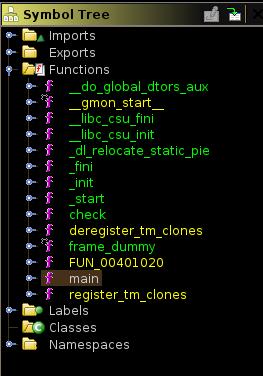 Symbol Tree
Imports
Exports
Functions
__do_global_dtors_aux
__gmon_start__
__libc_csu_fini
__libc_csu_init
_dl_relocate_static_pie
_fini
_init
_start
check
deregister_tm_clones
frame_dummy
FUN_00401020
main
register_tm_clones
Labels
Classes
Namespaces